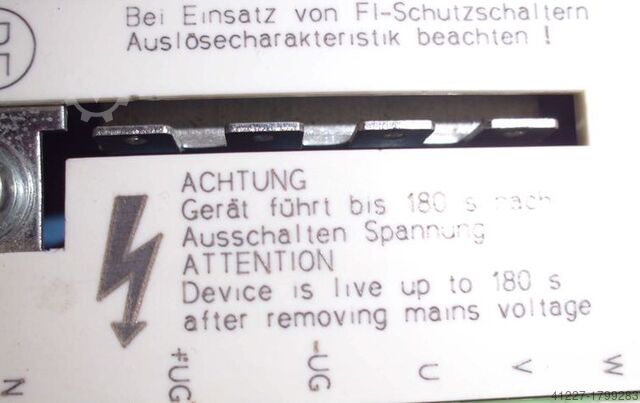 Bei Einsatz von FI-Schutzschaltern
Auslösecharakteristik beachten !
PE
ACHTUNG
Gerät führt bis 180 s nach
Ausschalten Spannung
ATTENTION
Device is live up to 180 s
after removing mains voltage
N
+UG
-UG
U
V
W
41227-1799283